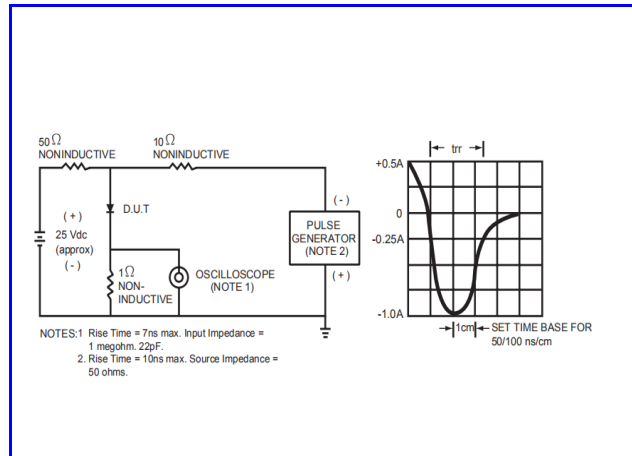 50Ω
NONINDUCTIVE
10Ω
NONINDUCTIVE
trr
+0.5A
(-)
D.U.T
(+)
25 Vdc
(approx)
(-)
PULSE
GENERATOR
(NOTE 2)
0
-0.25A
1Ω
NON-
INDUCTIVE
OSCILLOSCOPE
(NOTE 1)
(+)
-1.0A
1cm
SET TIME BASE FOR
50/100 ns/cm
NOTES:1 Rise Time = 7ns max. Input Impedance =
1 megohm. 22pF.
2. Rise Time = 10ns max. Source Impedance =
50 ohms.